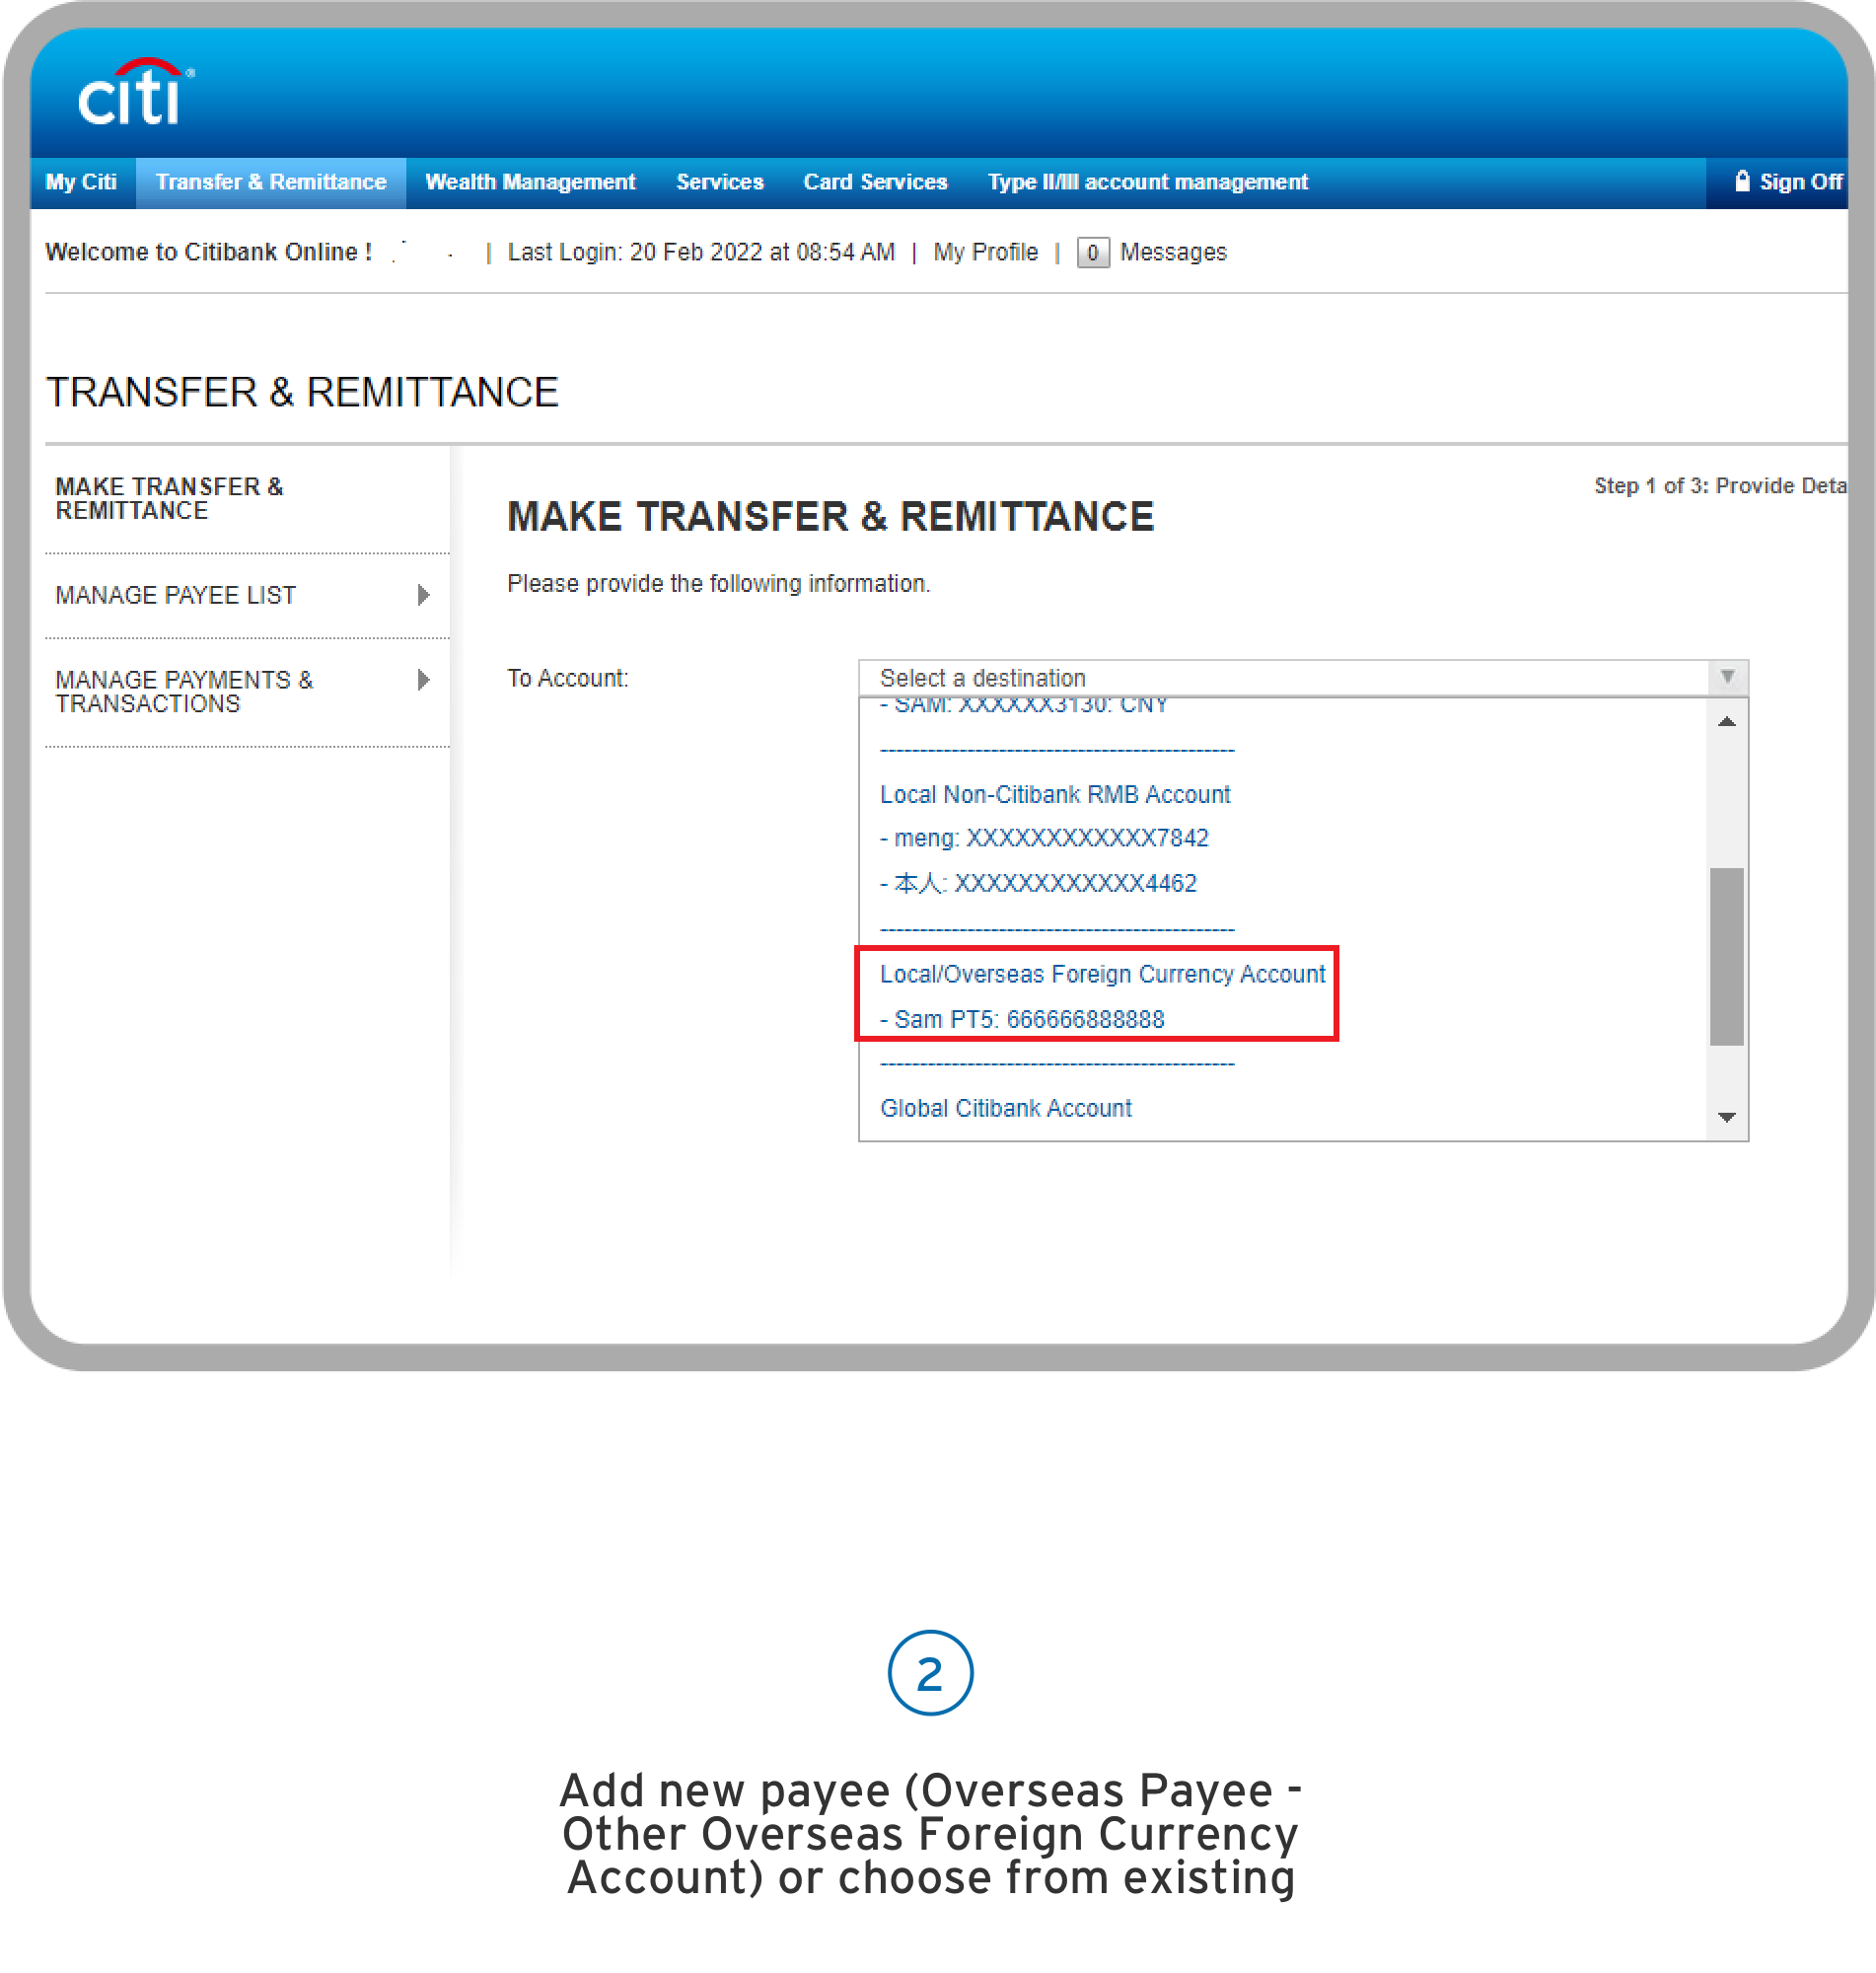 citi®
My Citi Transfer & Remittance Wealth Management Services Card Services Type II/III account management Sign Off
Welcome to Citibank Online ! | Last Login: 20 Feb 2022 at 08:54 AM | My Profile | 0 Messages
TRANSFER & REMITTANCE
MAKE TRANSFER &
REMITTANCE
MANAGE PAYEE LIST
MANAGE PAYMENTS &
TRANSACTIONS
Step 1 of 3: Provide Deta
MAKE TRANSFER & REMITTANCE
Please provide the following information.
To Account: Select a destination
- SAM: XXXXXX3130: CNY
---------------------------------------------
Local Non-Citibank RMB Account
- meng: XXXXXXXXXXXX7842
- 本人: XXXXXXXXXXXX4462
---------------------------------------------
Local/Overseas Foreign Currency Account
- Sam PT5: 666666888888
---------------------------------------------
Global Citibank Account
2
Add new payee (Overseas Payee -
Other Overseas Foreign Currency
Account) or choose from existing